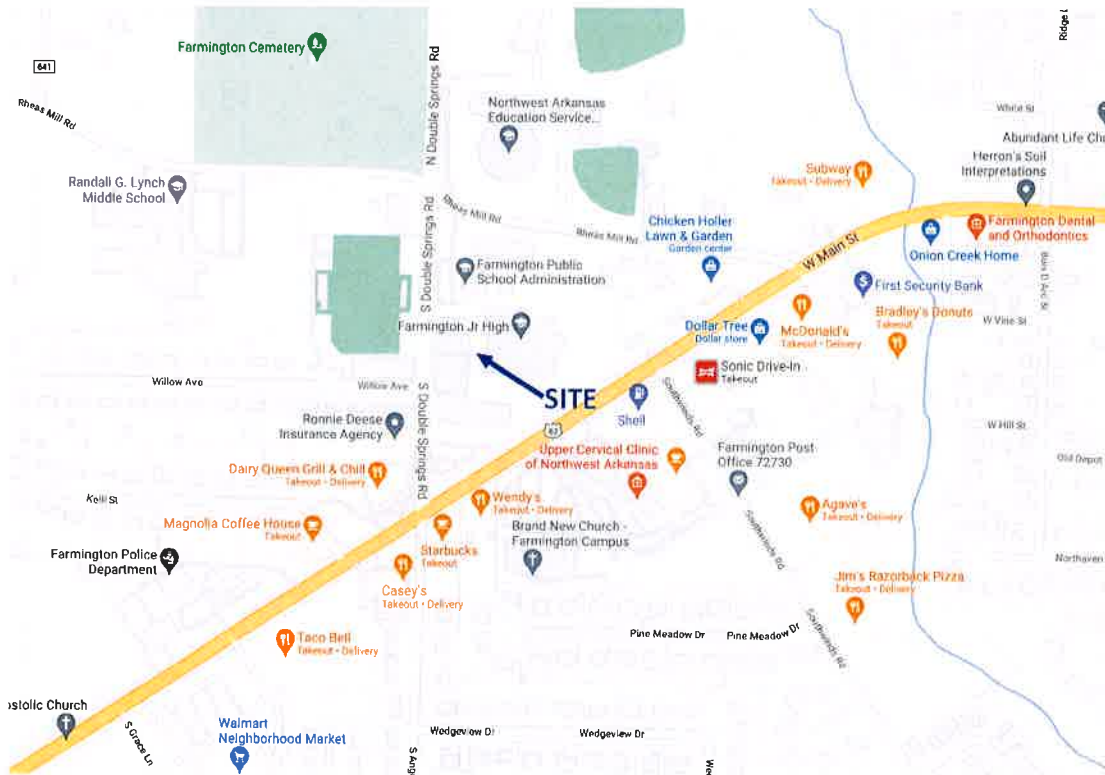 Farmington Cemetery
641
Rheas Mill Rd
N Double Springs Rd
Northwest Arkansas
Education Service...
White St
Abundant Life Chu
Herron's Soil
Interpretations
Subway
Takeout • Delivery
Randall G. Lynch
Middle School
S Double Springs Rd
Rheas Mill Rd
Rheas Mill Rd
Chicken Holler
Lawn & Garden
Garden center
W Main St
Farmington Dental
and Orthodontics
Onion Creek Home
Farmington Public
School Administration
First Security Bank
Farmington Jr High
Dollar Tree
Dollar store
McDonald's
Takeout • Delivery
Bradley's Donuts
Takeout
W Vine St
Sonic Drive-In
Takeout
Willow Ave
Willow Ave
SITE
Shell
Southwinds Rd
62
Ronnie Deese
Insurance Agency
S Double Springs Rd
W Hill St
Upper Cervical Clinic
of Northwest Arkansas
Farmington Post
Office 72730
Old Depot
Dairy Queen Grill & Chill
Takeout • Delivery
Kelli St
Wendy's
Takeout • Delivery
Agave's
Takeout • Delivery
Magnolia Coffee House
Takeout
Starbucks
Takeout
Brand New Church -
Farmington Campus
Southwinds Rd
Farmington Police
Department
Northaven
Casey's
Takeout • Delivery
Jim's Razorback Pizza
Takeout • Delivery
Taco Bell
Takeout • Delivery
Pine Meadow Dr
Pine Meadow Dr
Southwinds Rd
ostolic Church
S Grace Ln
Walmart
Neighborhood Market
Wedgeview Dr
Wedgeview Dr
S Ang
We